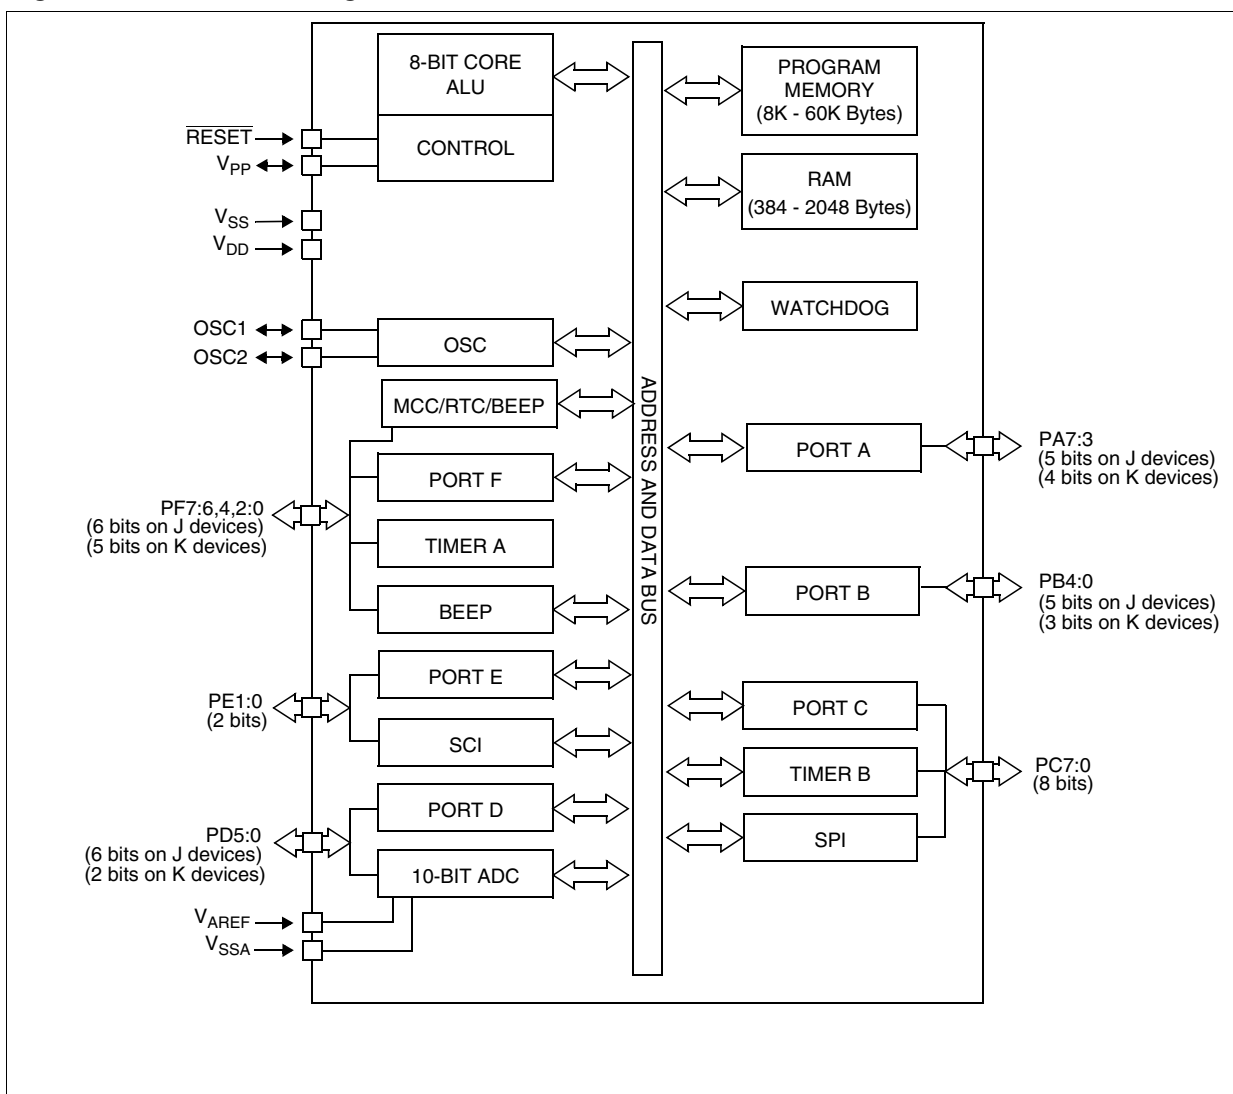 8-BIT CORE
ALU
CONTROL
RESET
VPP
VSS
VDD
OSC1
OSC2
OSC
MCC/RTC/BEEP
PORT F
TIMER A
BEEP
PF7:6,4,2:0
(6 bits on J devices)
(5 bits on K devices)
PORT E
SCI
PE1:0
(2 bits)
PORT D
10-BIT ADC
PD5:0
(6 bits on J devices)
(2 bits on K devices)
VAREF
VSSA
ADDRESS AND DATA BUS
PROGRAM
MEMORY
(8K - 60K Bytes)
RAM
(384 - 2048 Bytes)
WATCHDOG
PORT A
PA7:3
(5 bits on J devices)
(4 bits on K devices)
PORT B
PB4:0
(5 bits on J devices)
(3 bits on K devices)
PORT C
TIMER B
SPI
PC7:0
(8 bits)